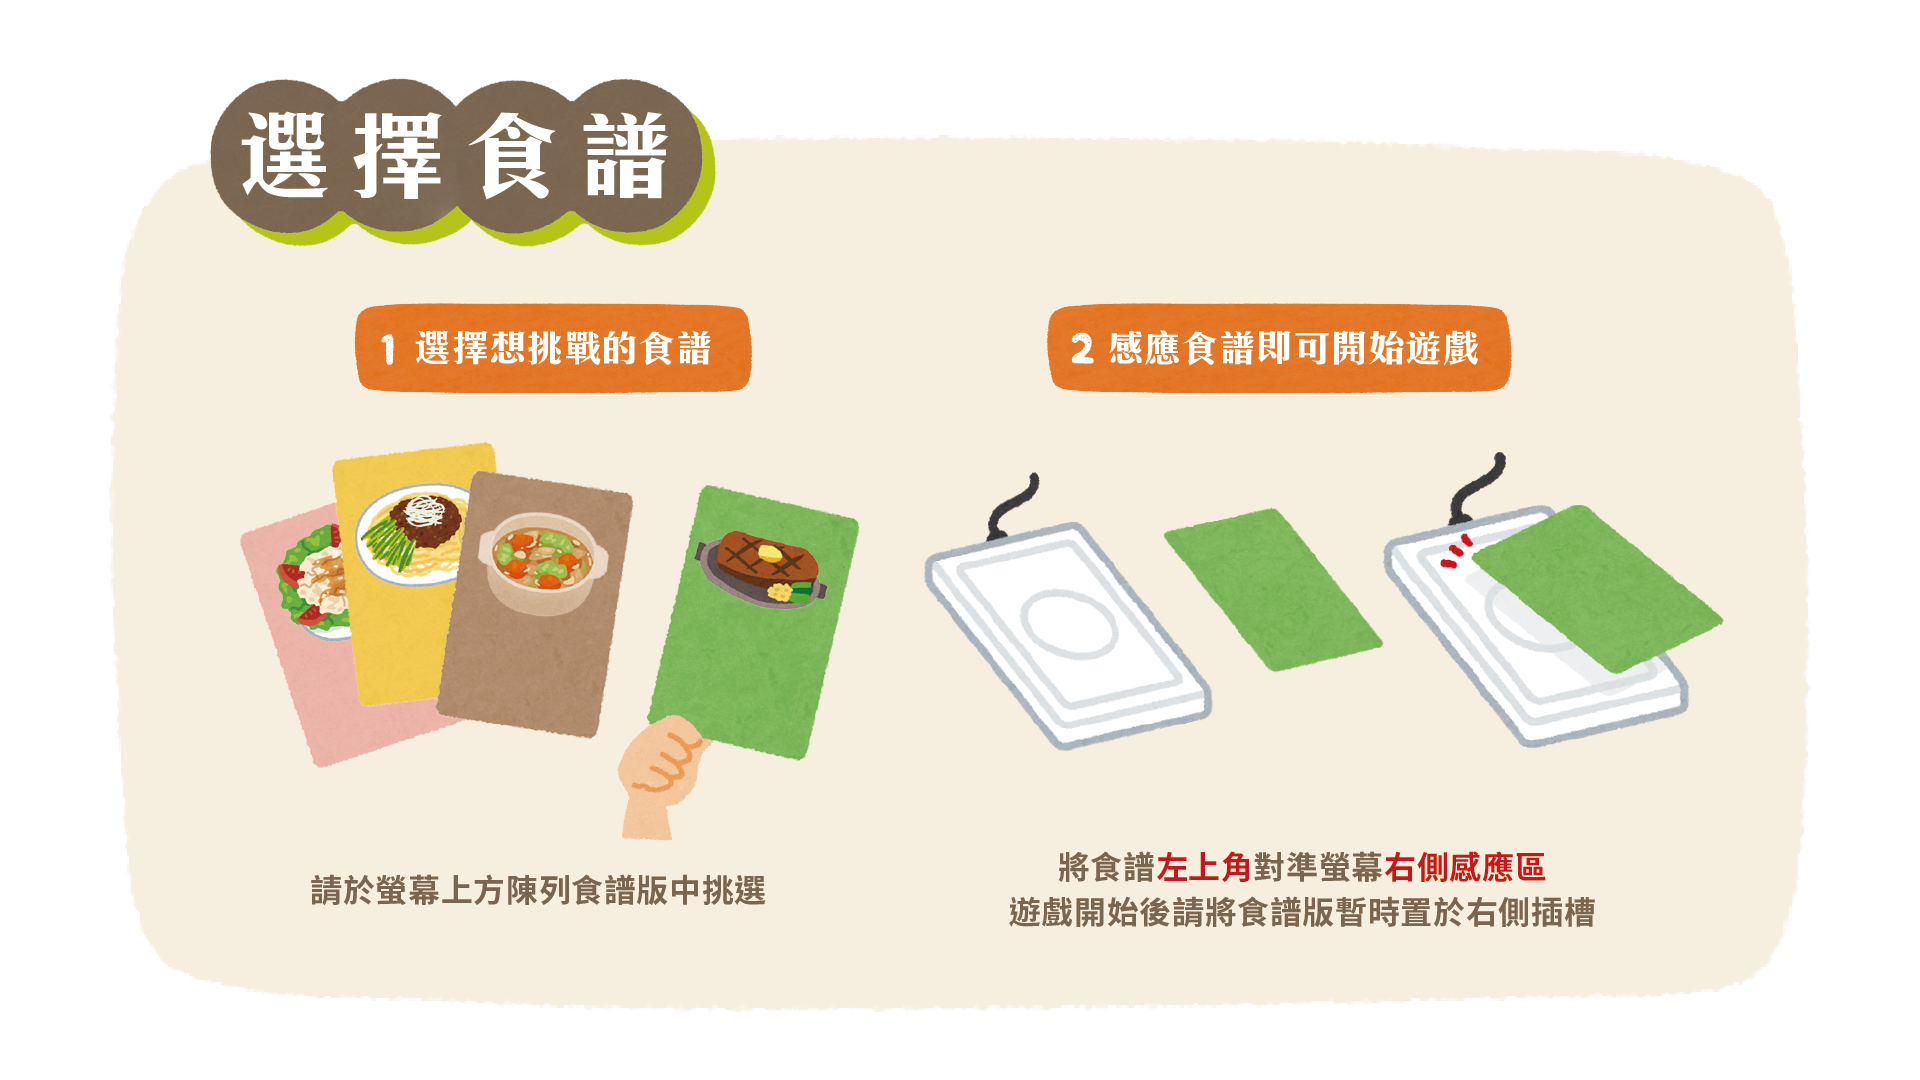 選擇食譜
1 選擇想挑戰的食譜
請於螢幕上方陳列食譜版中挑選
2 感應食譜即可開始遊戲
將食譜左上角對準螢幕右側感應區
遊戲開始後請將食譜版暫時置於右側插槽